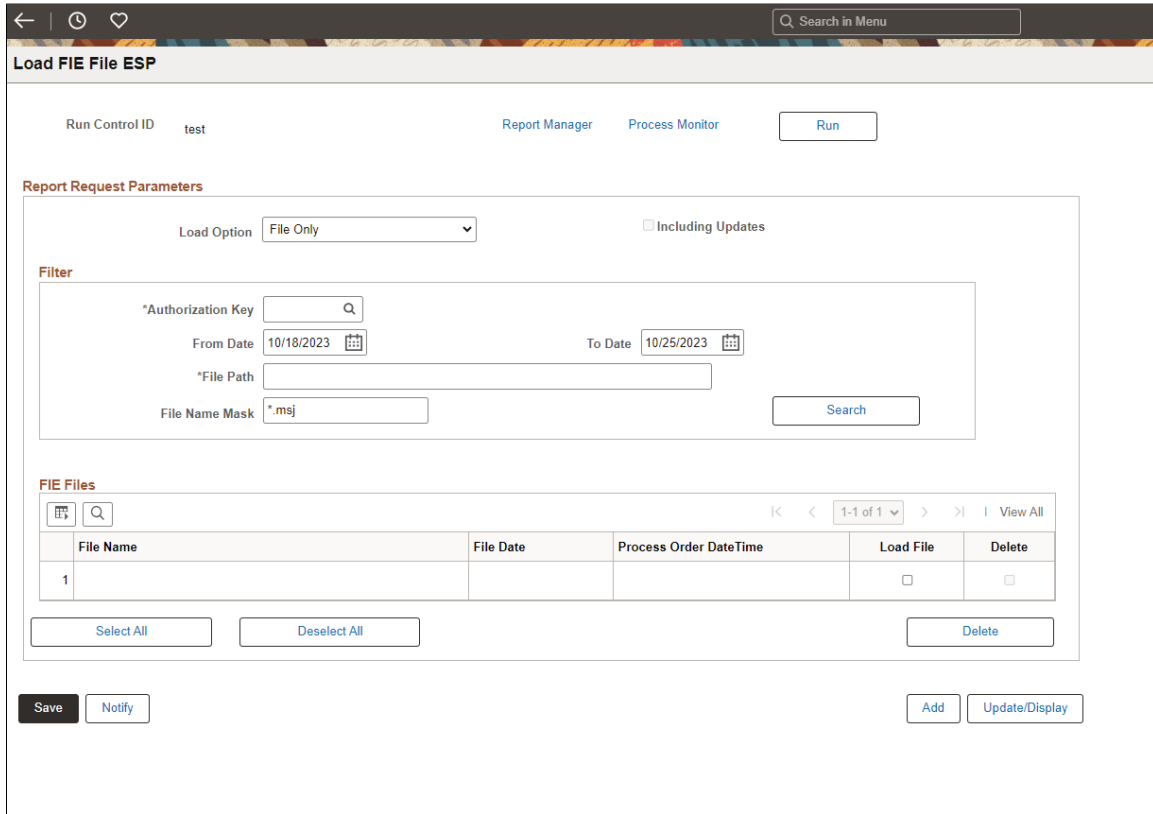 Search in Menu
Load FIE File ESP
Run Control ID test Report Manager Process Monitor Run
Report Request Parameters
Load Option File Only Including Updates
Filter
*Authorization Key
From Date 10/18/2023 To Date 10/25/2023
*File Path
File Name Mask *.msj Search
FIE Files
1-1 of 1 | View All
File Name File Date Process Order DateTime Load File Delete
1
Select All Deselect All Delete
Save Notify Add Update/Display